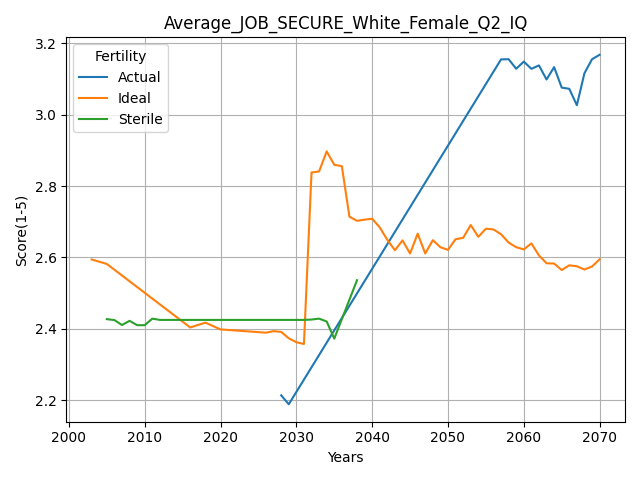 Average_JOB_SECURE_White_Female_Q2_IQ
Fertility
Actual
Ideal
Sterile
Score(1-5)
3.2
3.0
2.8
2.6
2.4
2.2
2000 2010 2020 2030 2040 2050 2060 2070
Years